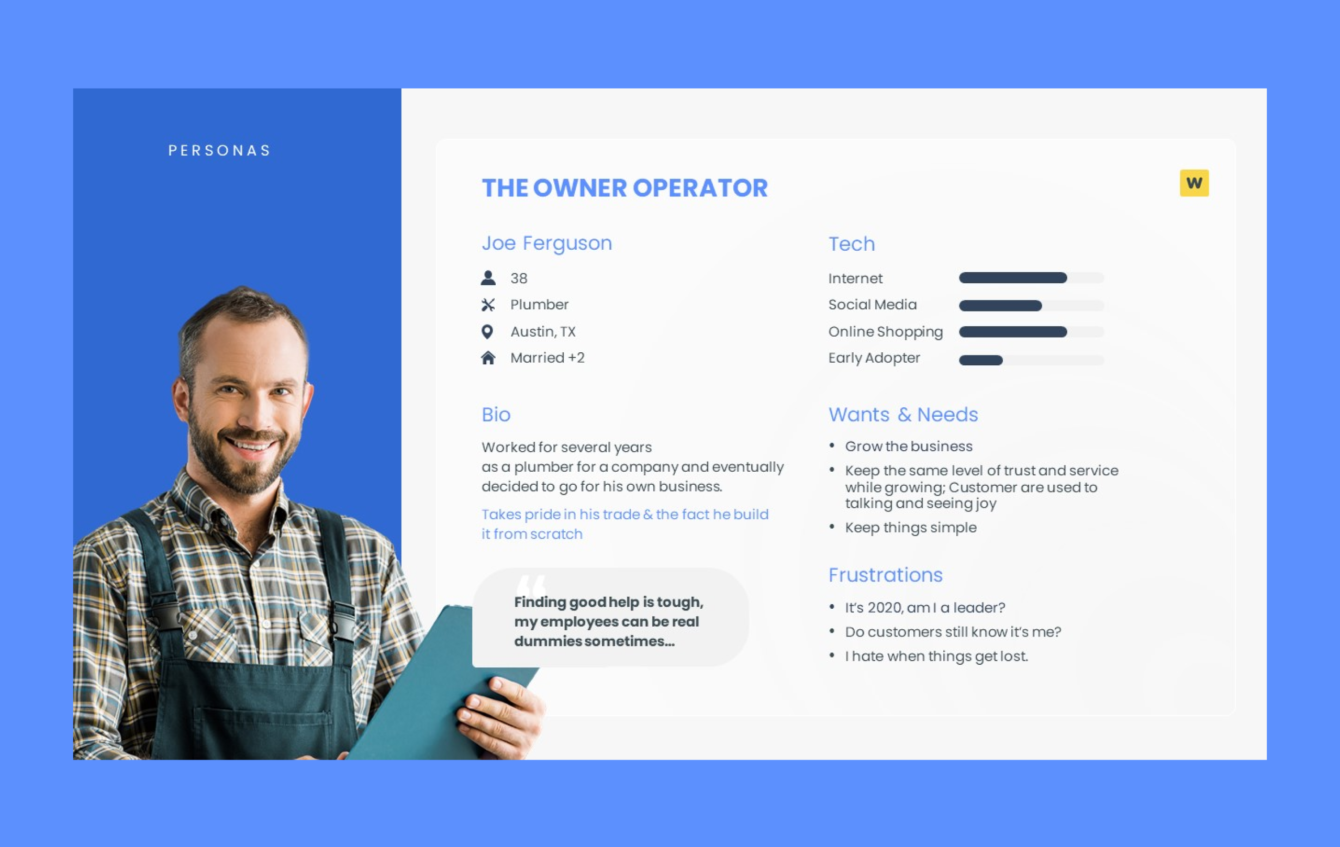 PERSONAS
THE OWNER OPERATOR
W
Joe Ferguson
38
Plumber
Austin, TX
Married +2
Bio
Worked for several years
as a plumber for a company and eventually
decided to go for his own business.
Takes pride in his trade & the fact he build
it from scratch
“
Finding good help is tough,
my employees can be real
dummies sometimes...
Tech
Internet
Social Media
Online Shopping
Early Adopter
Wants & Needs
• Grow the business
• Keep the same level of trust and service
while growing; Customer are used to
talking and seeing joy
• Keep things simple
Frustrations
• It's 2020, am I a leader?
• Do customers still know it's me?
• I hate when things get lost.